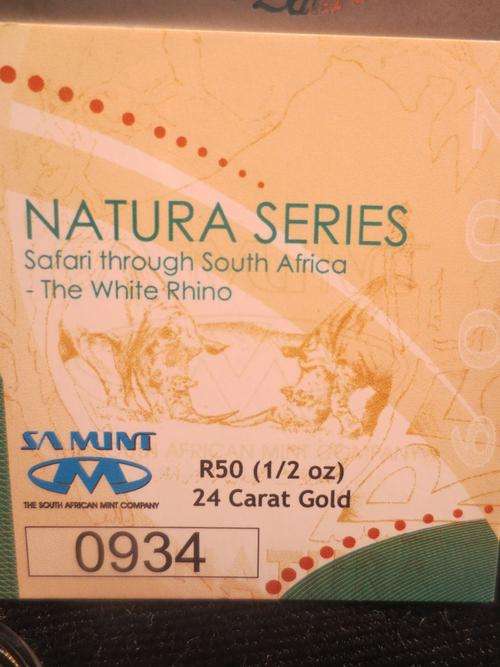 NATURA SERIES
Safari through South Africa
- The White Rhino
SA MINT
THE SOUTH AFRICAN MINT COMPANY
R50 (1/2 oz)
24 Carat Gold
0934